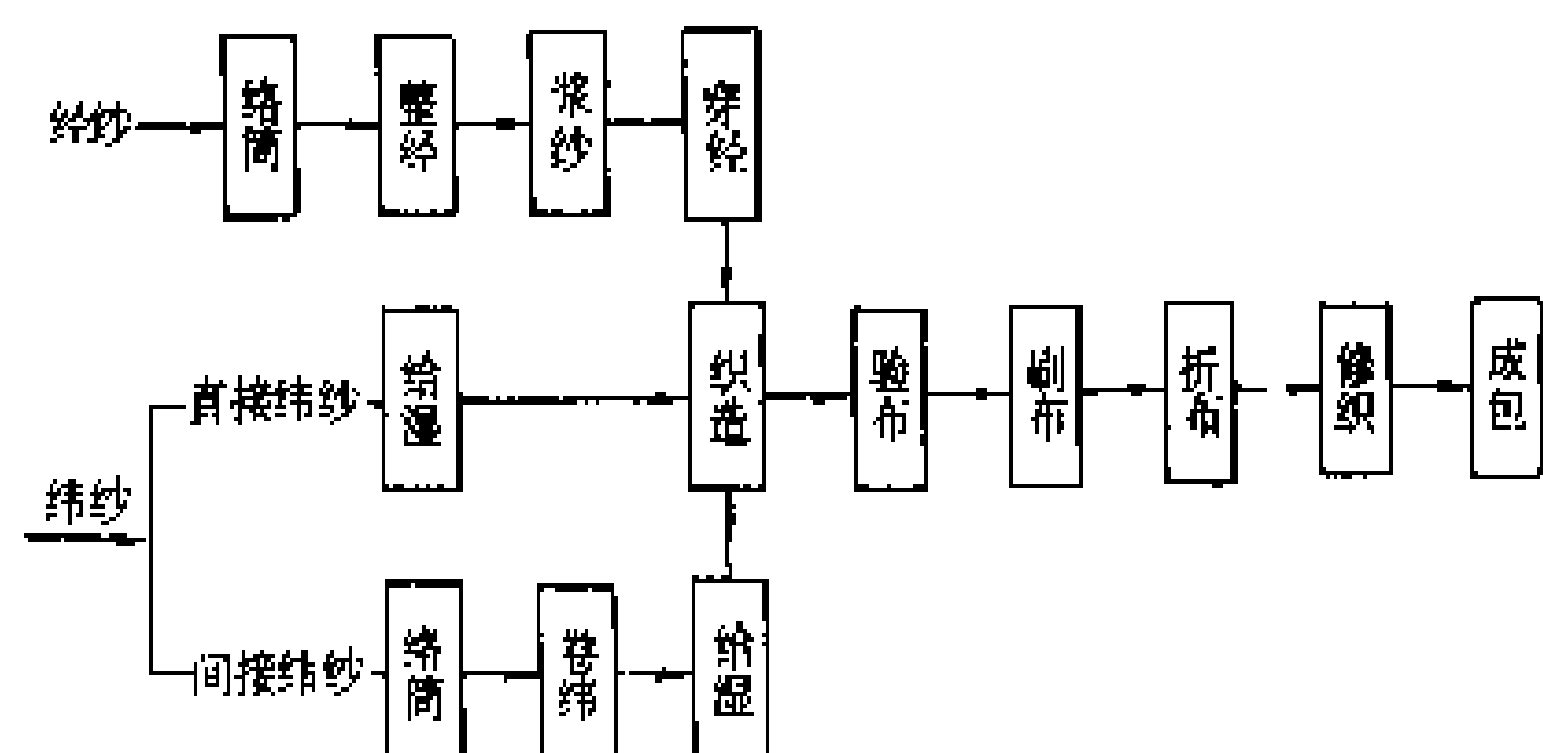 经纱
络筒
整经
浆纱
穿经
直接纬纱
给湿
织造
验布
刷布
折布
修织
成包
纬纱
间接纬纱
络筒
卷纬
给湿